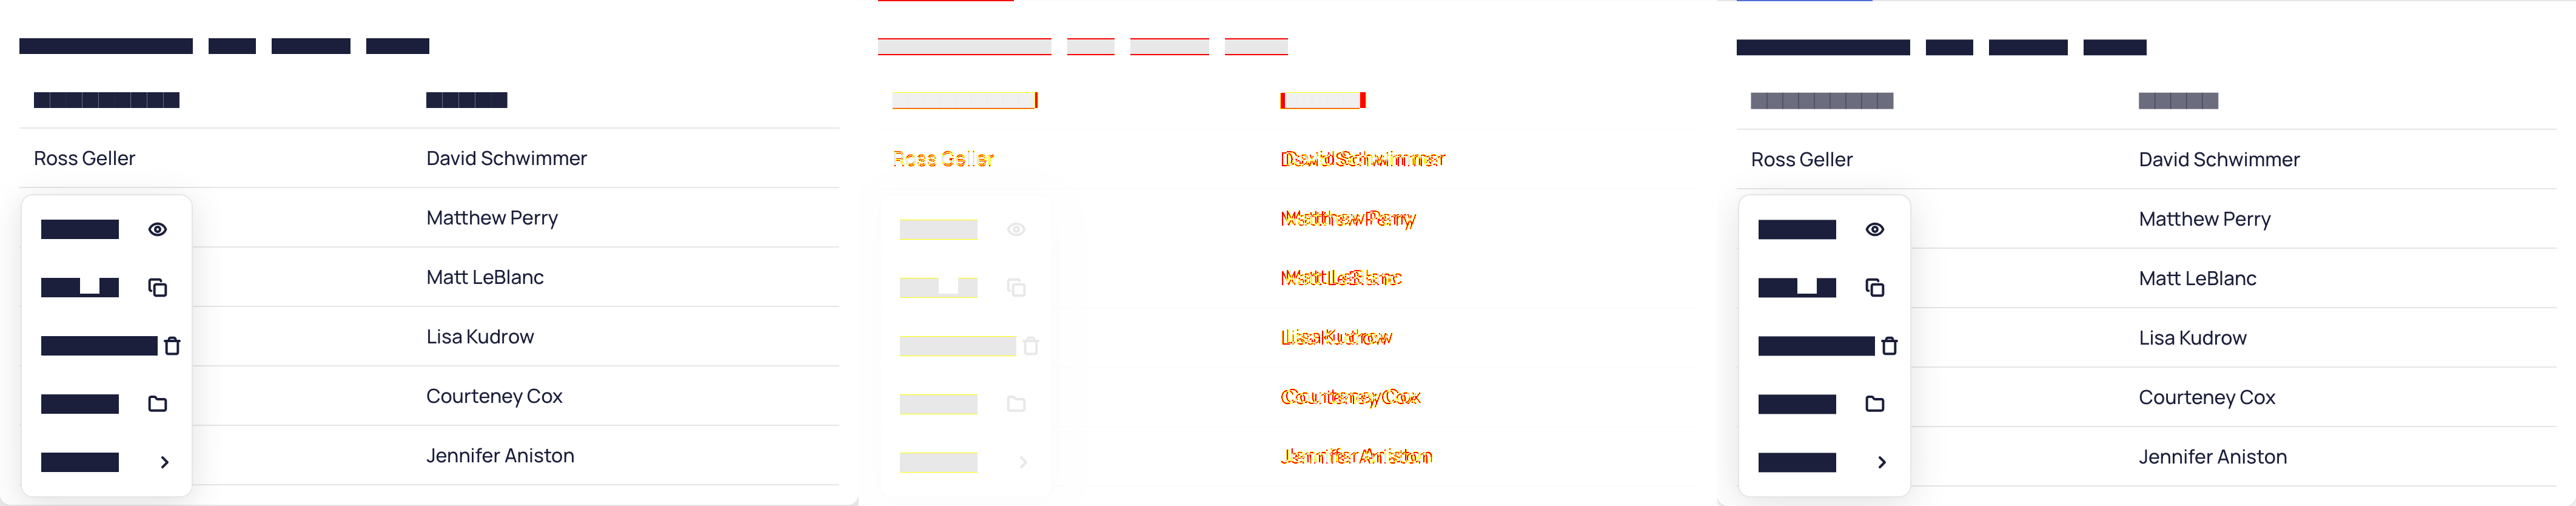 Ross Geller David Schwimmer
Matthew Perry
Matt LeBlanc
Lisa Kudrow
Courteney Cox
Jennifer Aniston
Ross Geller David Schwimmer
Matthew Perry
Matt LeBlanc
Lisa Kudrow
Courteney Cox
Jennifer Aniston
Ross Geller David Schwimmer
Matthew Perry
Matt LeBlanc
Lisa Kudrow
Courteney Cox
Jennifer Aniston